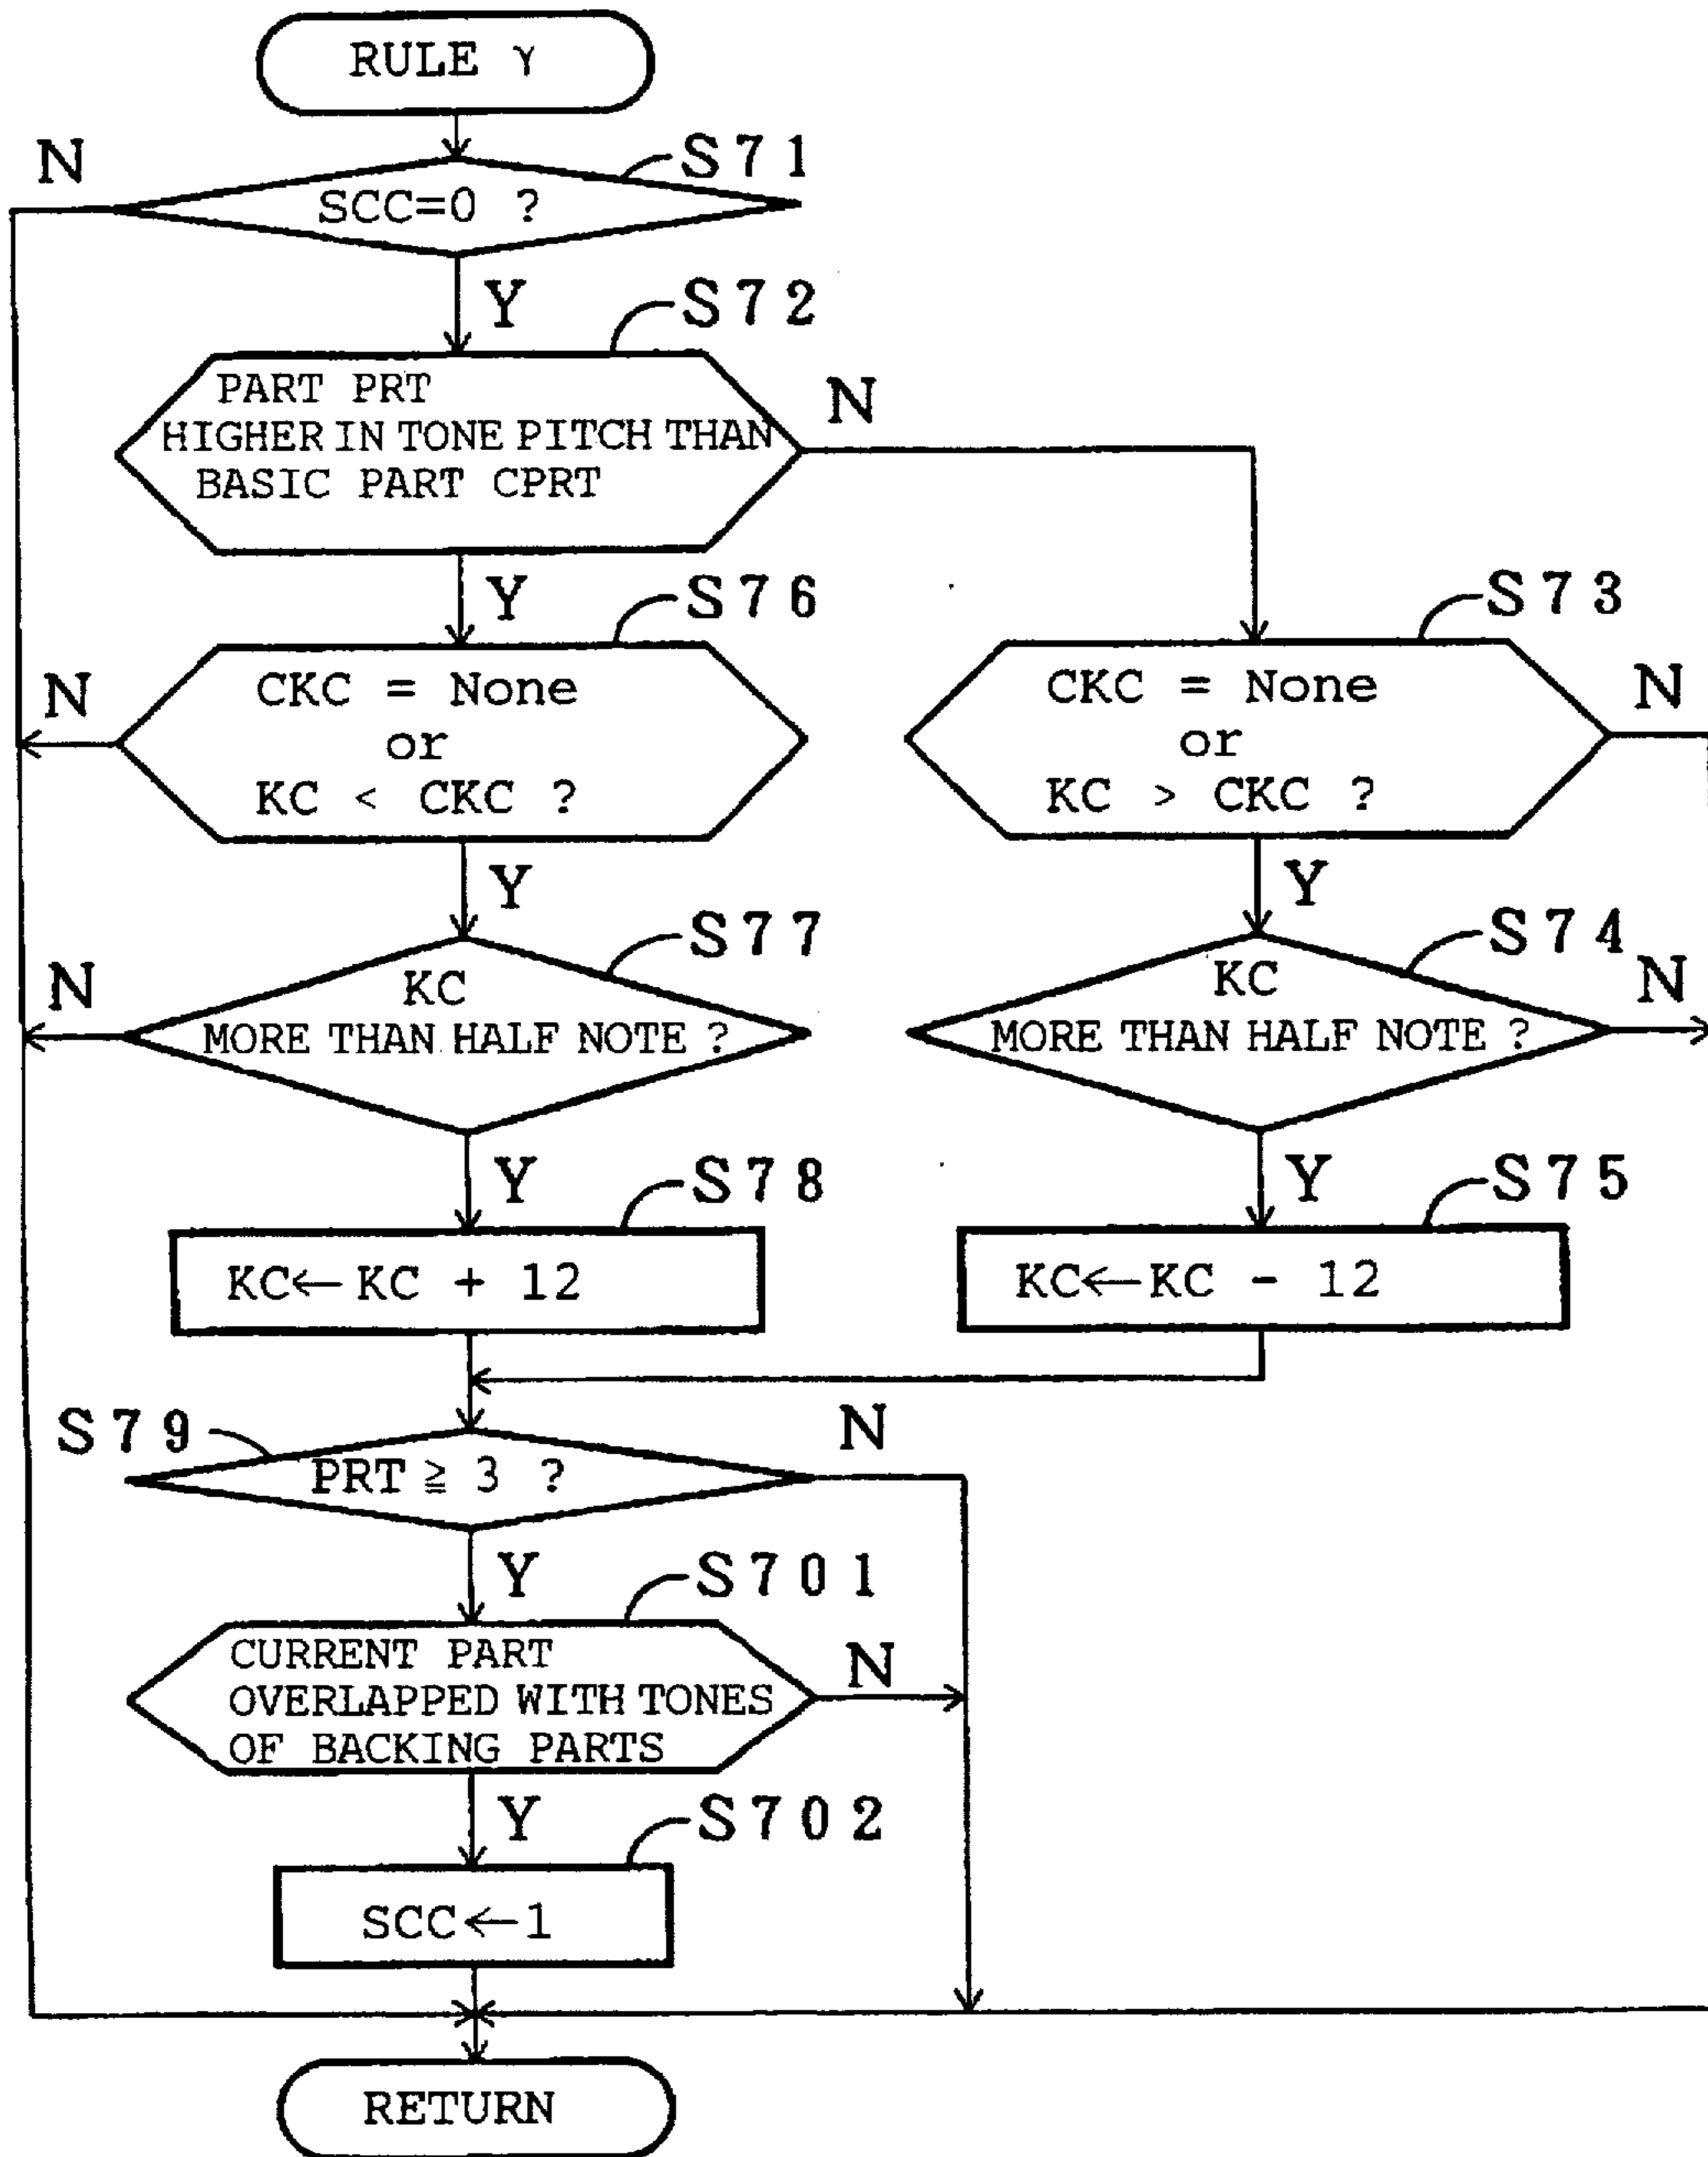 RULE γ
N
S71
SCC=0 ?
Y
S72
PART PRT
HIGHER IN TONE PITCH THAN
BASIC PART CPRT
N
Y
S76
S73
N
CKC = None
or
KC < CKC ?
CKC = None
or
KC > CKC ?
N
Y
S77
Y
S74
N
KC
MORE THAN HALF NOTE ?
KC
MORE THAN HALF NOTE ?
N
Y
S78
Y
S75
KC←KC + 12
KC←KC - 12
S79
N
PRT ≧ 3 ?
Y
S701
CURRENT PART
OVERLAPPED WITH TONES
OF BACKING PARTS
N
Y
S702
SCC←1
RETURN